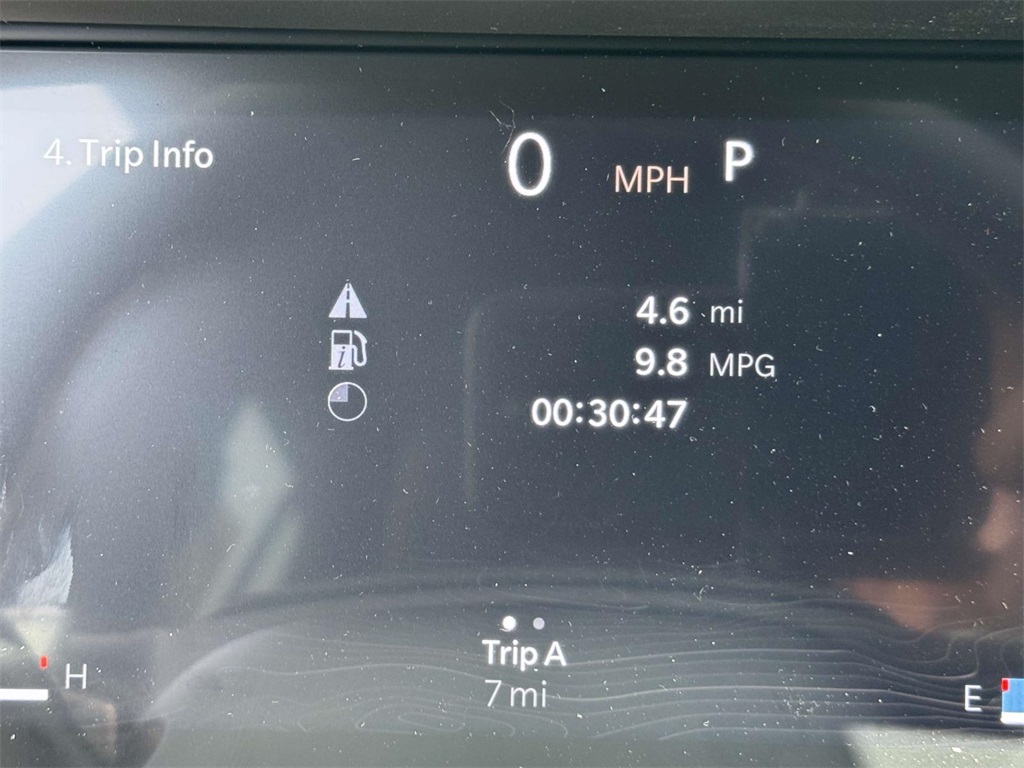 4. Trip Info
0 MPH P
4.6 mi
9.8 MPG
00:30:47
Trip A
7 mi
H
E